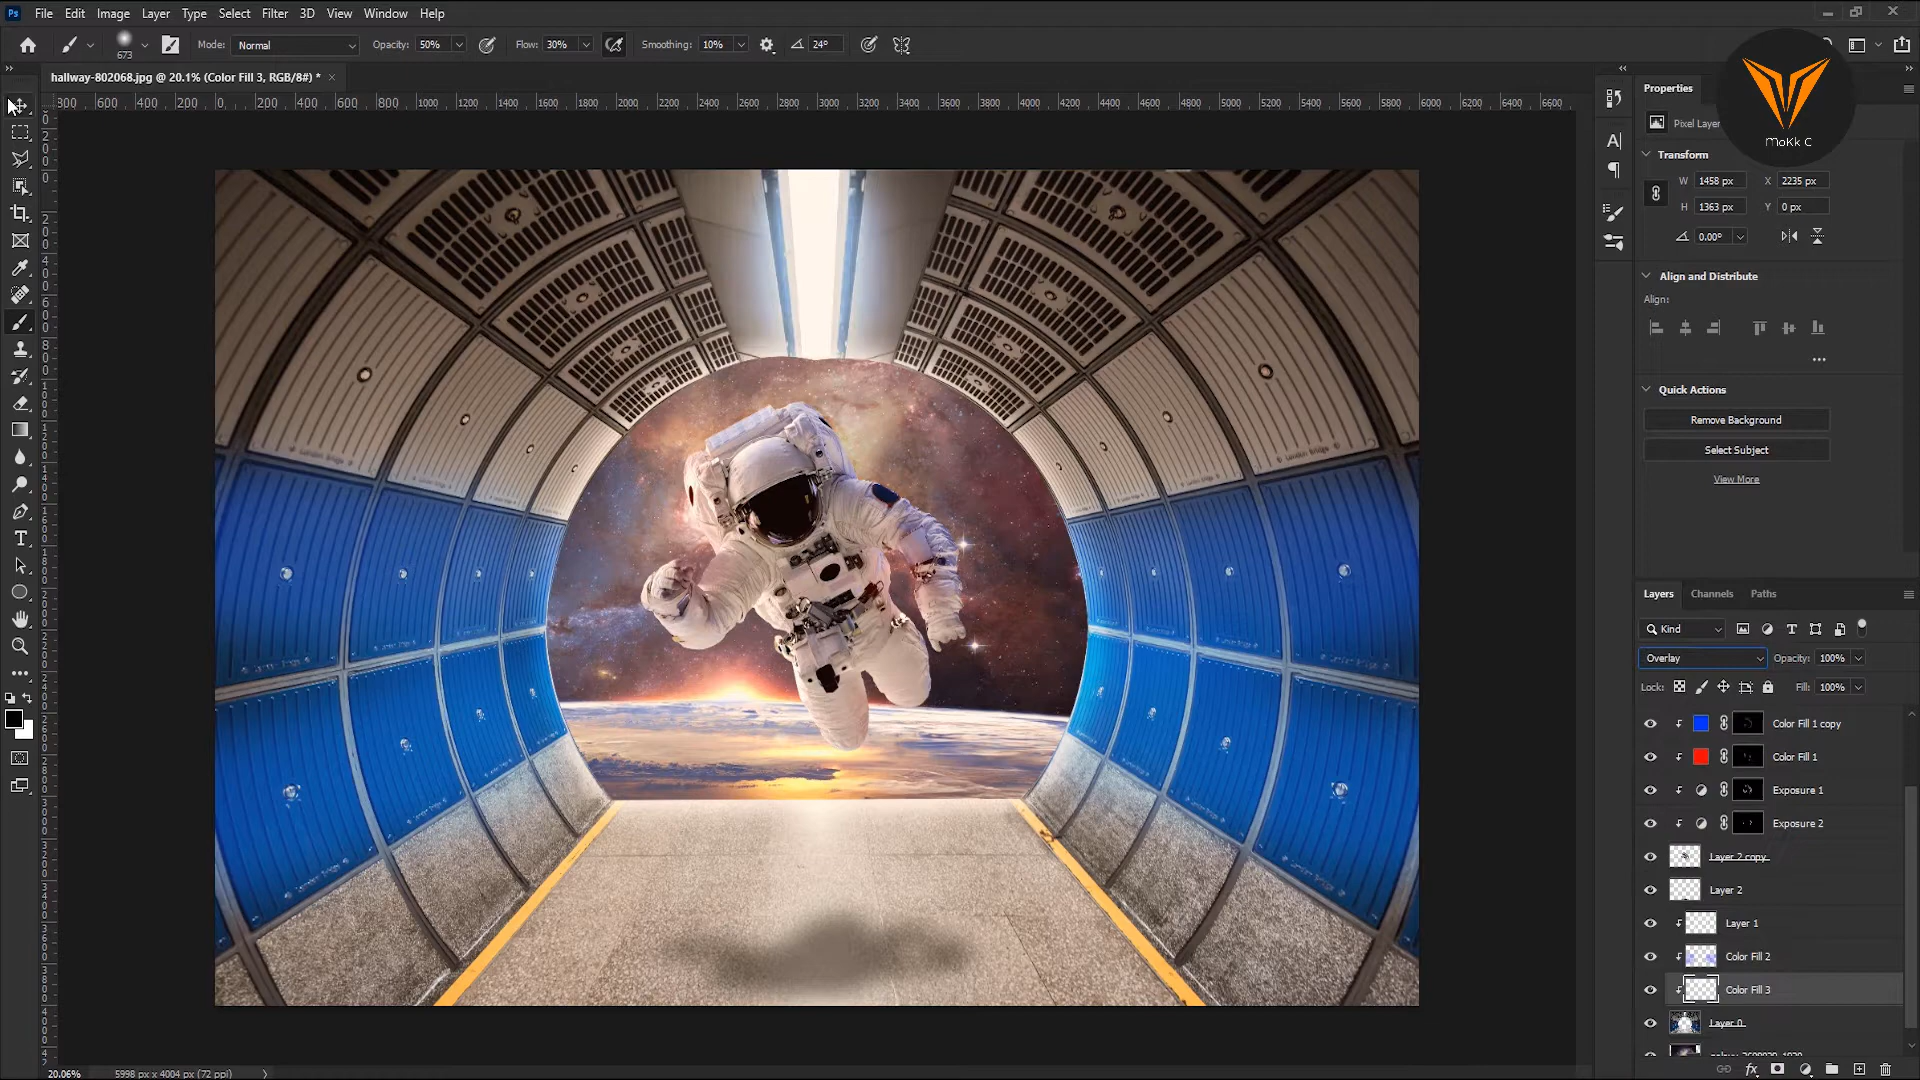 Ps File Edit Image Layer Type Select Filter 3D View Window Help
673 Mode: Normal Opacity: 50% Flow: 30% Smoothing: 10% 24°
hallway-802068.jpg @ 20.1% (Color Fill 3, RGB/8#) *
800 600 400 200 0 200 400 600 800 1000 1200 1400 1600 1800 2000 2200 2400 2600 2800 3000 3200 3400 3600 3800 4000 4200 4400 4600 4800 5000 5200 5400 5600 5800 6000 6200 6400 6600
Properties
Pixel Layer
MoKk C
Transform
W 1458 px X 2235 px
H 1363 px Y 0 px
0.00°
Align and Distribute
Align:
Quick Actions
Remove Background
Select Subject
View More
Layers Channels Paths
Kind
Overlay Opacity: 100%
Lock: Fill: 100%
Color Fill 1 copy
Color Fill 1
Exposure 1
Exposure 2
Layer 2 copy
Layer 2
Layer 1
Color Fill 2
Color Fill 3
Layer 0
20.06% 5998 px x 4004 px (72 ppi)